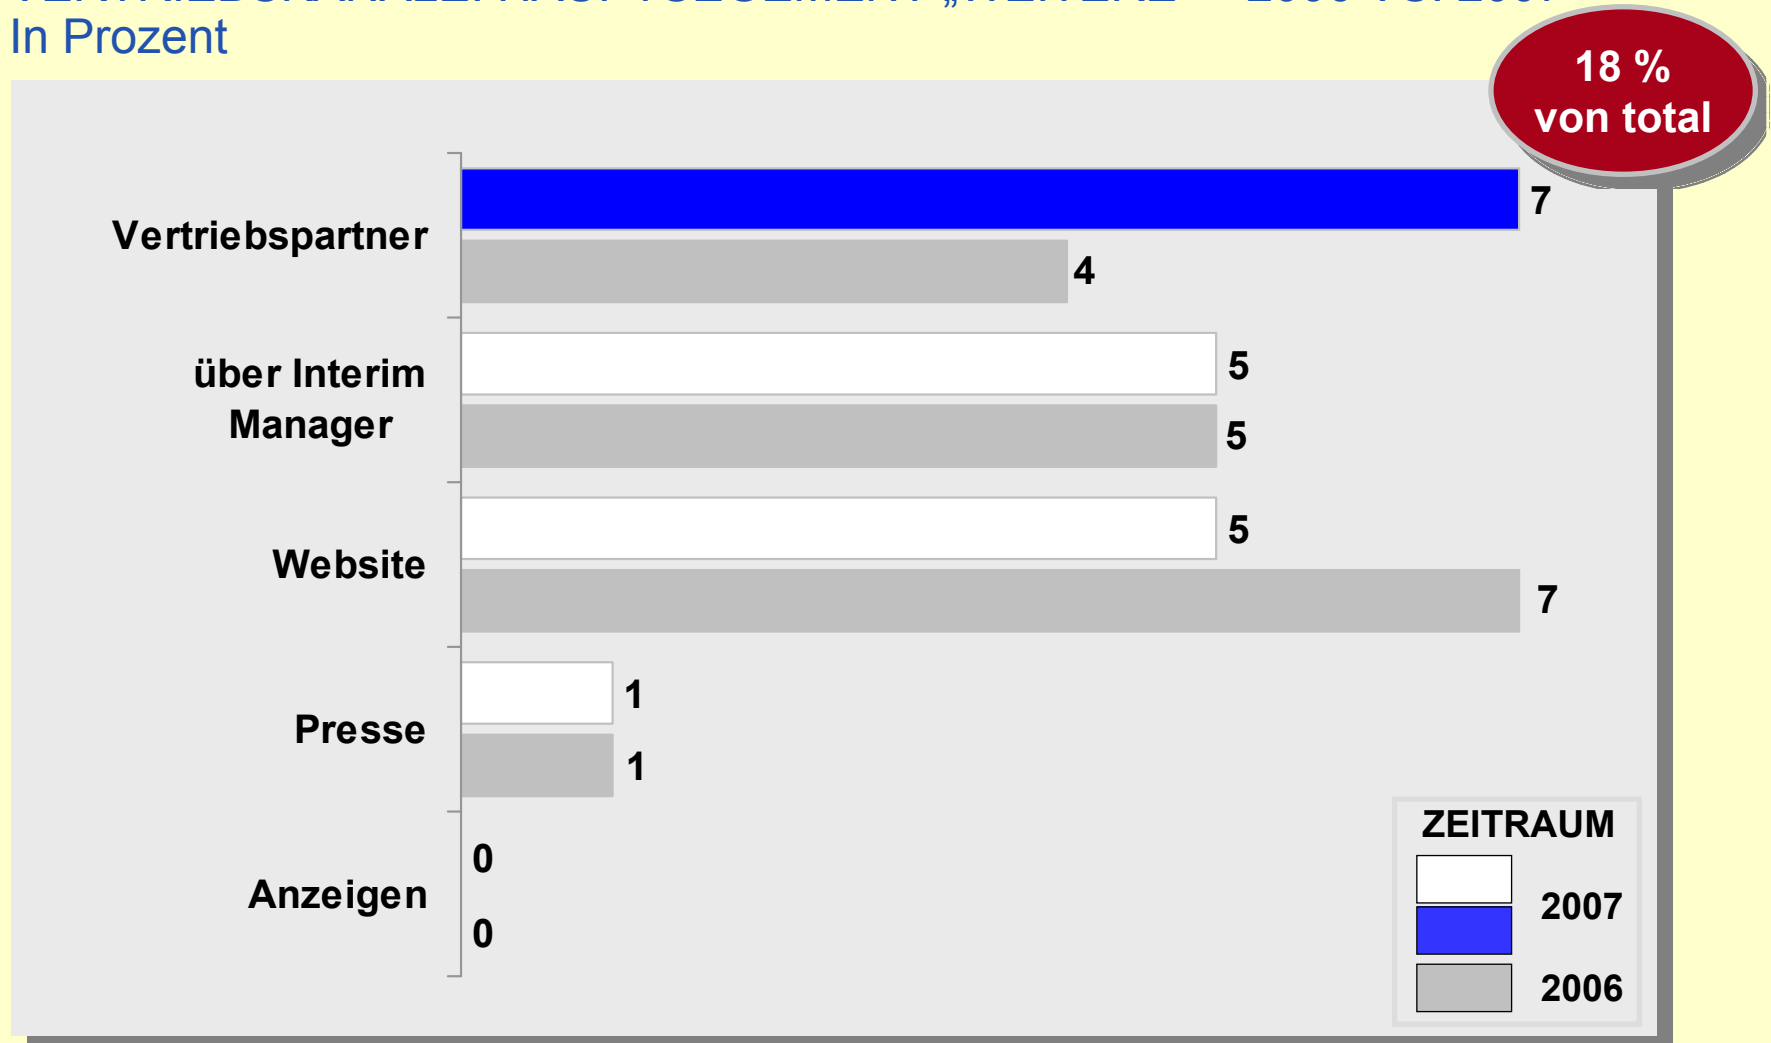 In Prozent
18 %
von total
Vertriebspartner
7
4
über Interim
Manager
5
5
Website
5
7
Presse
1
1
Anzeigen
0
0
ZEITRAUM
2007
2006